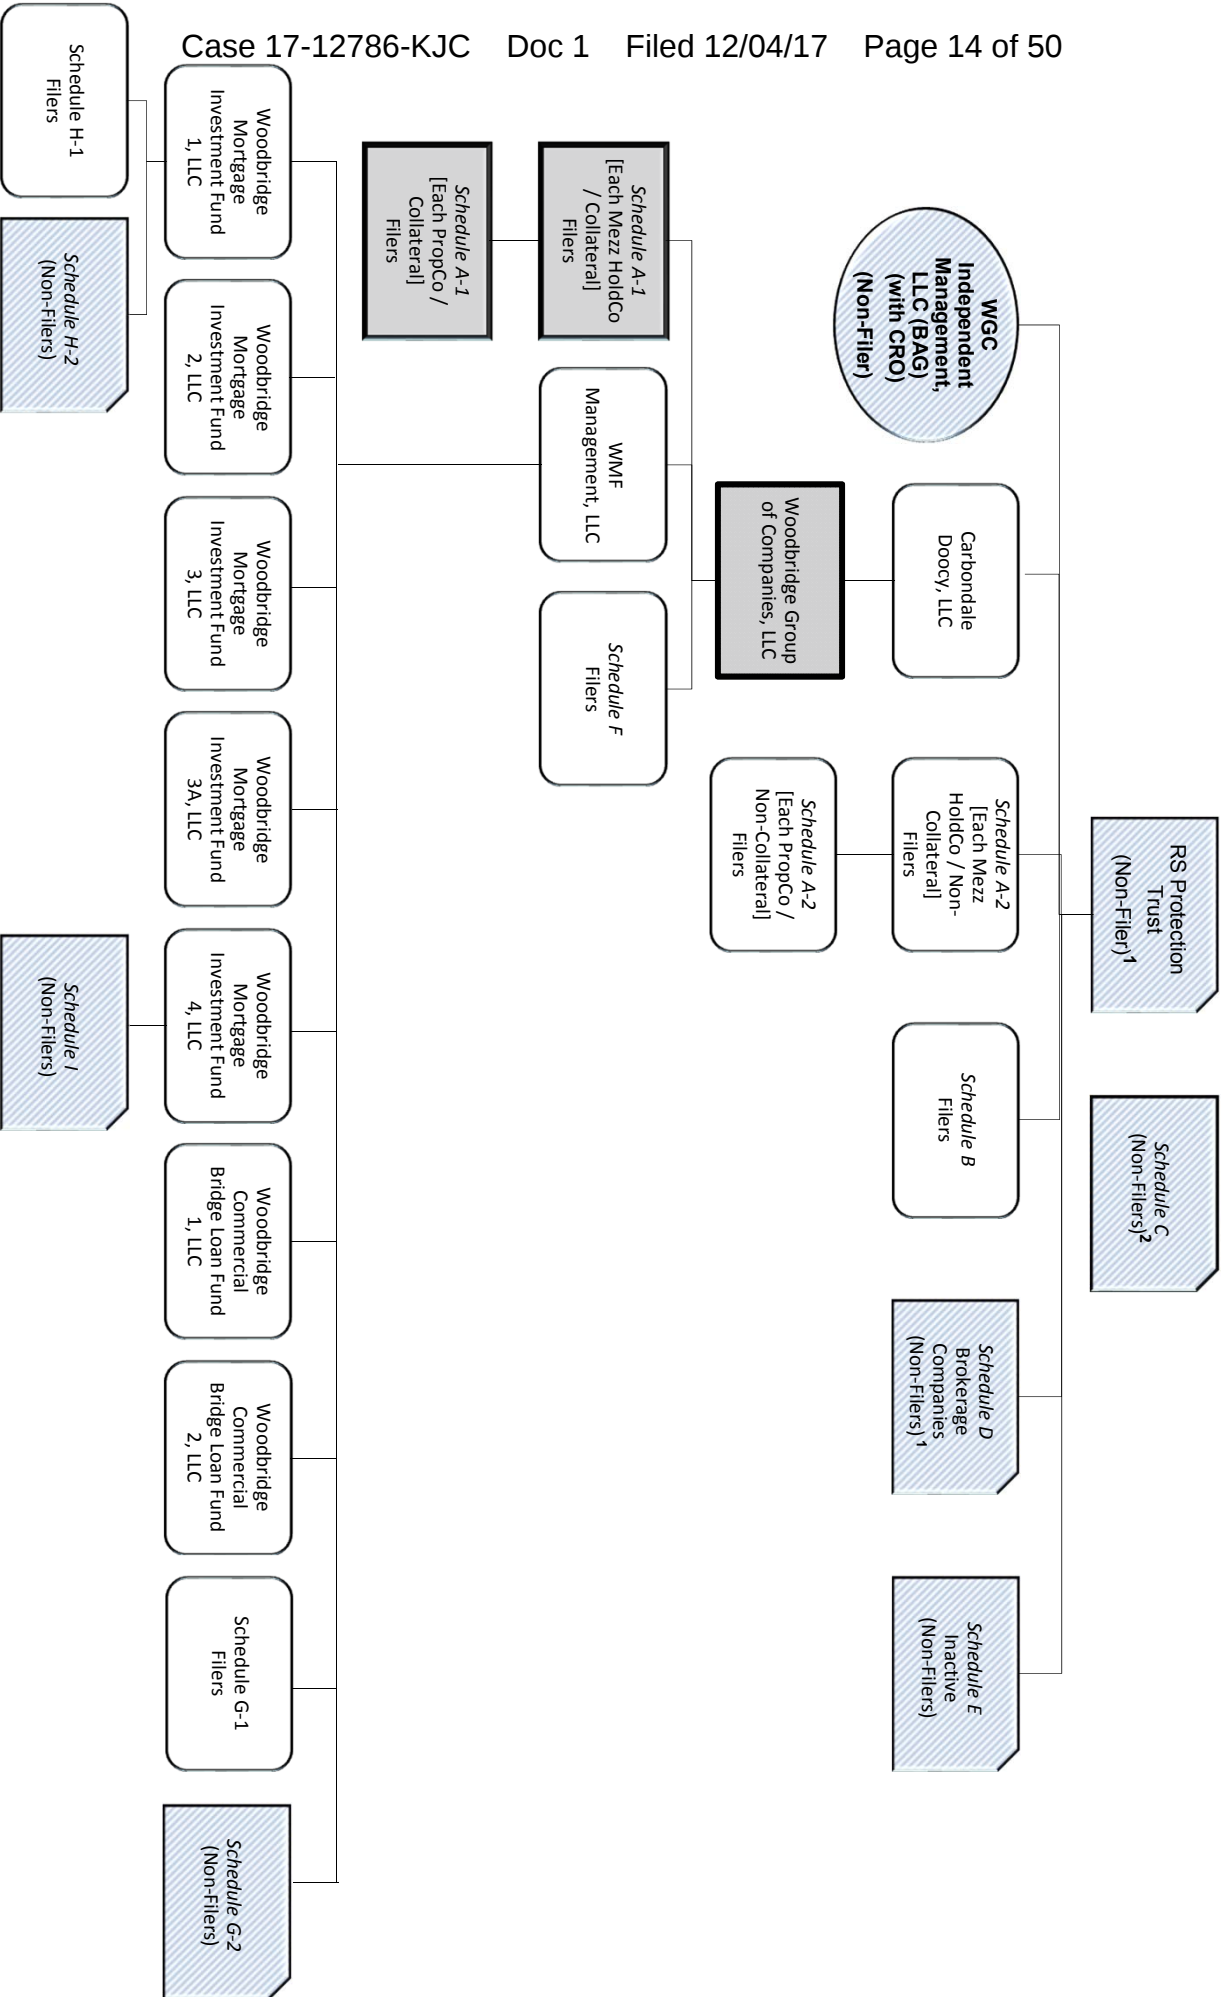 Case 17-12786-KJC Doc 1 Filed 12/04/17 Page 14 of 50
RS Protection
Trust
(Non-Filer)¹
Schedule C
(Non-Filers)²
WGC
Independent
Management,
LLC (BAG)
(with CRO)
(Non-Filer)
Carbondale
Doocy, LLC
Schedule A-2
[Each Mezz
HoldCo / Non-
Collateral]
Filers
Schedule B
Filers
Schedule D
Brokerage
Companies
(Non-Filers) ¹
Schedule E
Inactive
(Non-Filers)
Woodbridge Group
of Companies, LLC
Schedule A-2
[Each PropCo /
Non-Collateral]
Filers
Schedule A-1
[Each Mezz HoldCo
/ Collateral]
Filers
WMF
Management, LLC
Schedule F
Filers
Schedule A-1
[Each PropCo /
Collateral]
Filers
Woodbridge
Mortgage
Investment Fund
1, LLC
Woodbridge
Mortgage
Investment Fund
2, LLC
Woodbridge
Mortgage
Investment Fund
3, LLC
Woodbridge
Mortgage
Investment Fund
3A, LLC
Woodbridge
Mortgage
Investment Fund
4, LLC
Woodbridge
Commercial
Bridge Loan Fund
1, LLC
Woodbridge
Commercial
Bridge Loan Fund
2, LLC
Schedule G-1
Filers
Schedule G-2
(Non-Filers)
Schedule H-1
Filers
Schedule H-2
(Non-Filers)
Schedule I
(Non-Filers)